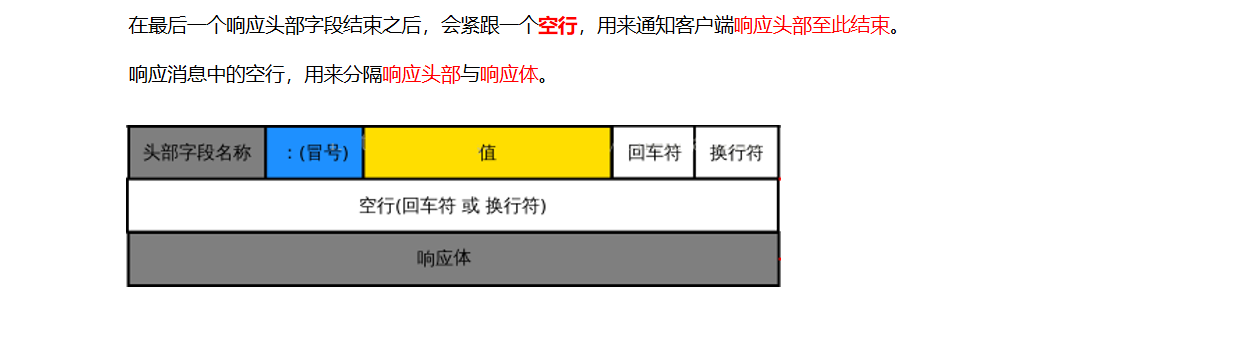 在最后一个响应头部字段结束之后，会紧跟一个空行，用来通知客户端响应头部至此结束。
响应消息中的空行，用来分隔响应头部与响应体。
头部字段名称 ：(冒号) 值 回车符 换行符
空行(回车符 或 换行符)
响应体